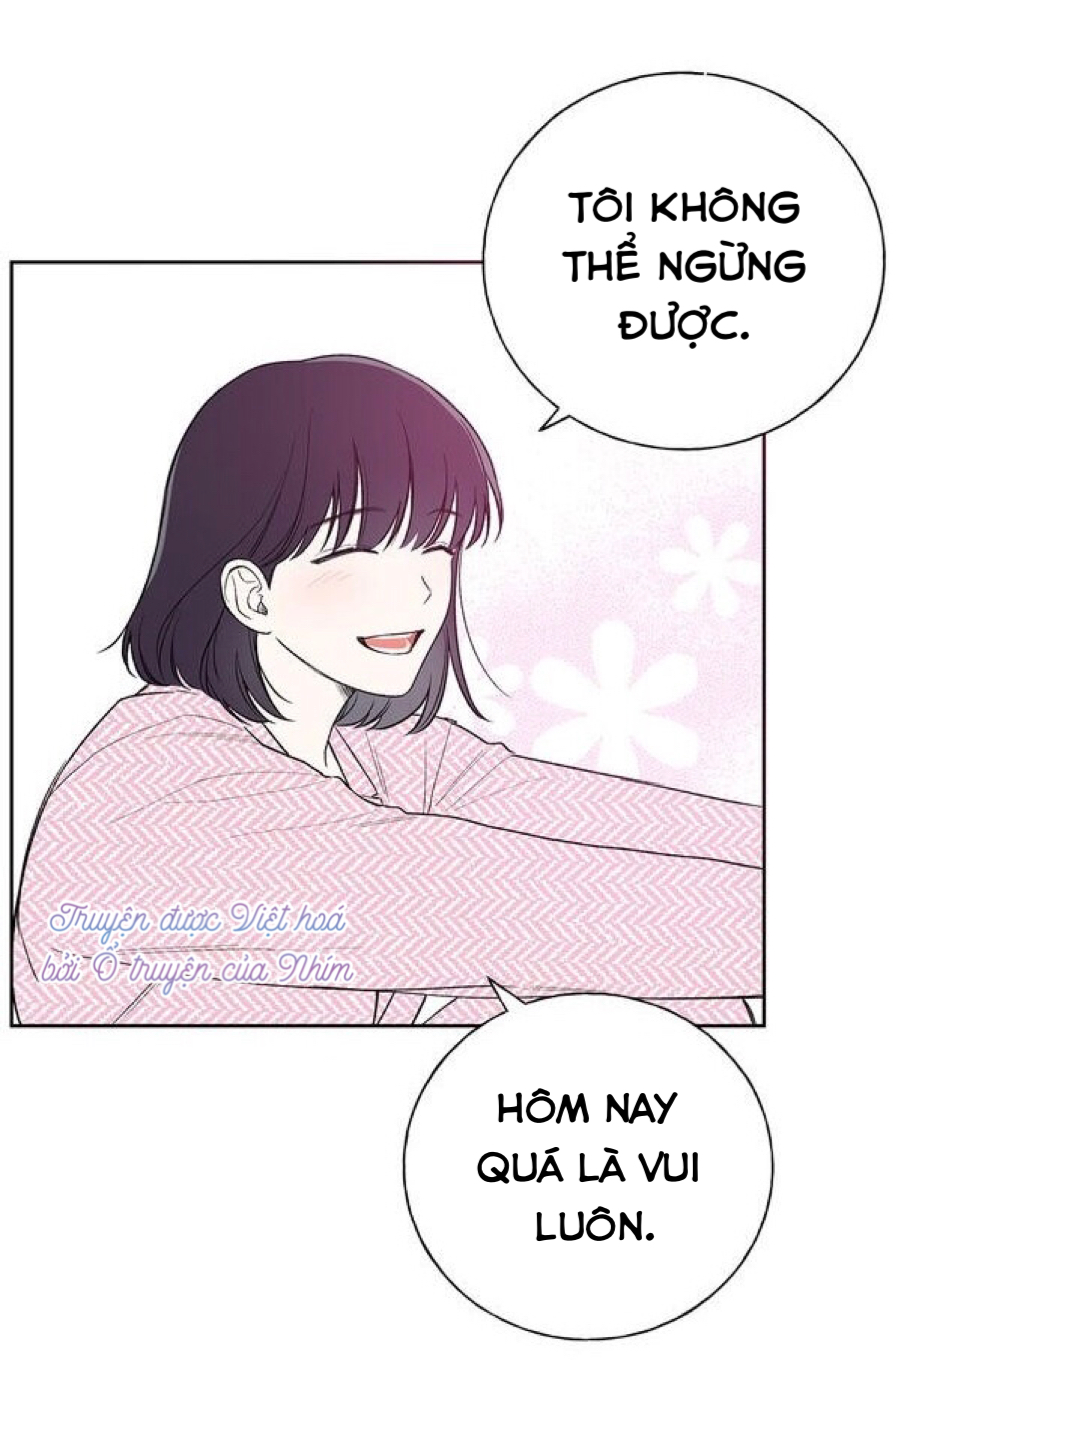 TÔI KHÔNG
THỂ NGỪNG
ĐƯỢC.
Truyện được Việt hoá
bởi Ổ truyện của Nhím
HÔM NAY
QUÁ LÀ VUI
LUÔN.